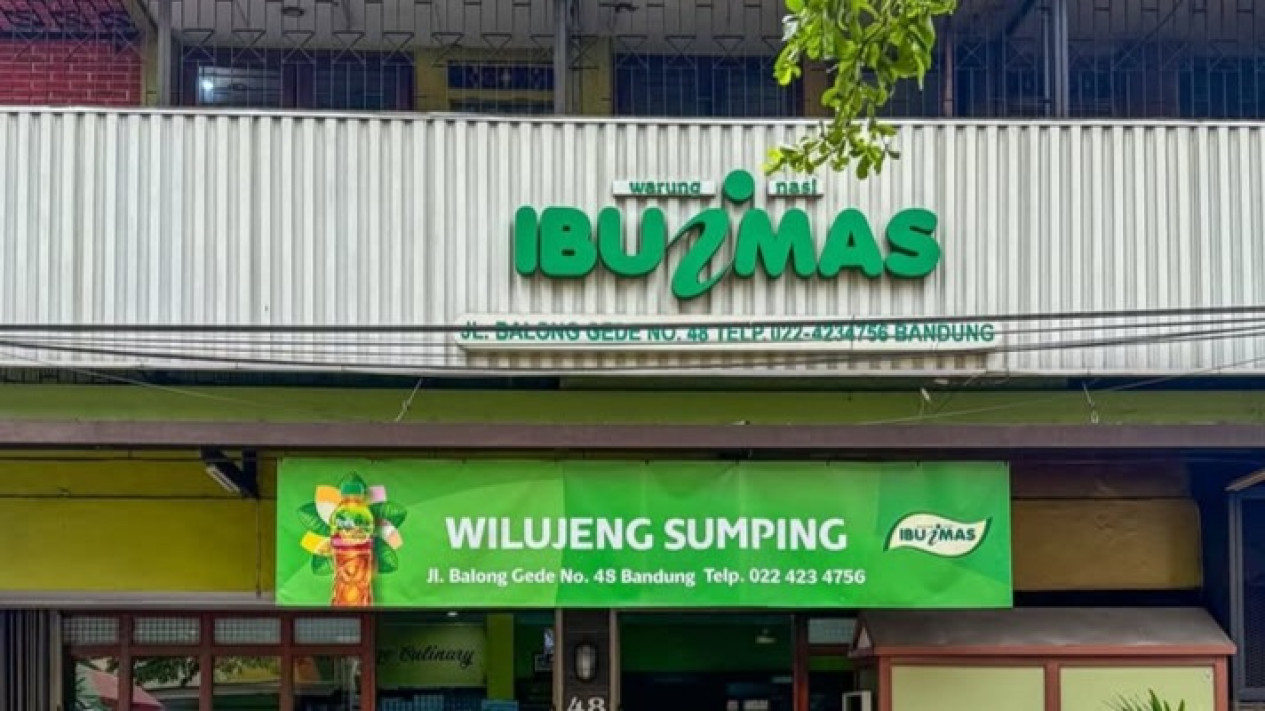 warung nasi
IBU iMAS
JL. BALONG GEDE NO. 48 TELP. 022-4234756 BANDUNG
WILUJENG SUMPING
IBU iMAS
Jl. Balong Gede No. 48 Bandung Telp. 022 423 4756
Culinary
48